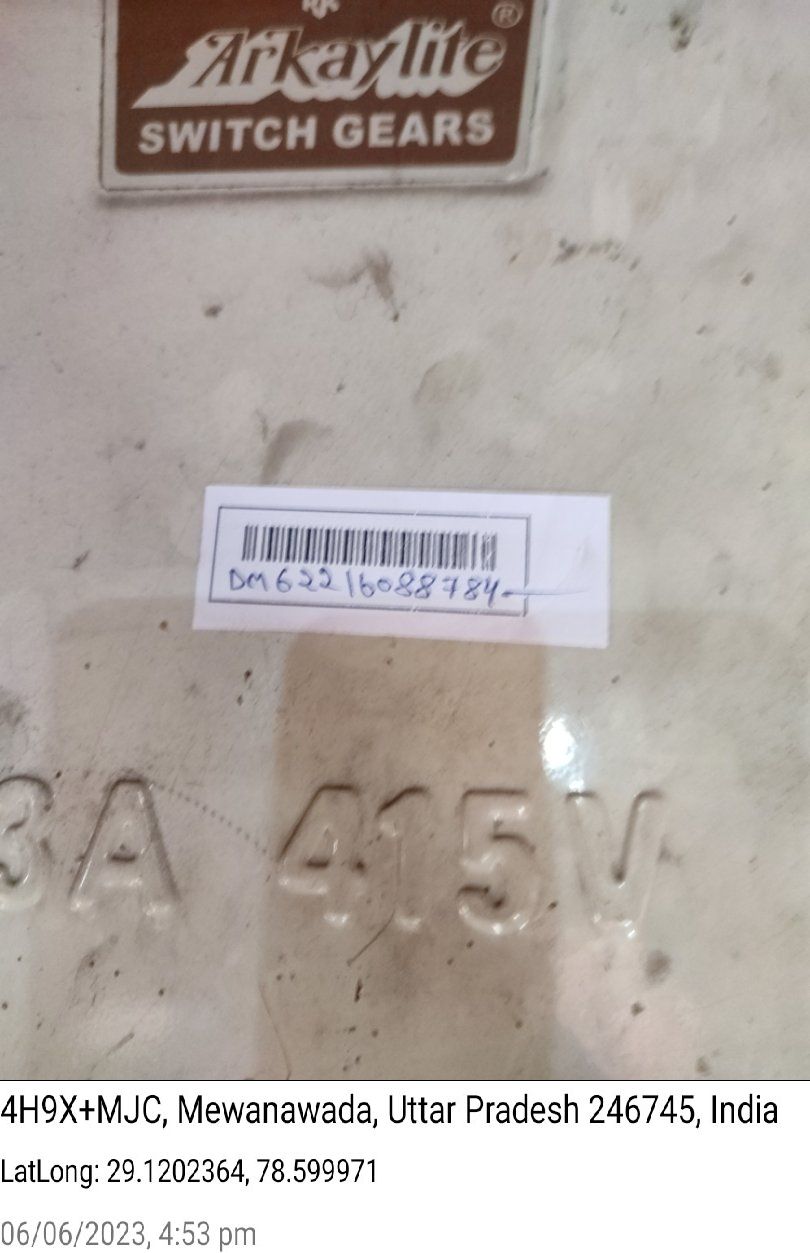 Arkaylite ®
SWITCH GEARS
DM62216088784
3A 415V
4H9X+MJC, Mewanawada, Uttar Pradesh 246745, India
LatLong: 29.1202364, 78.599971
06/06/2023, 4:53 pm